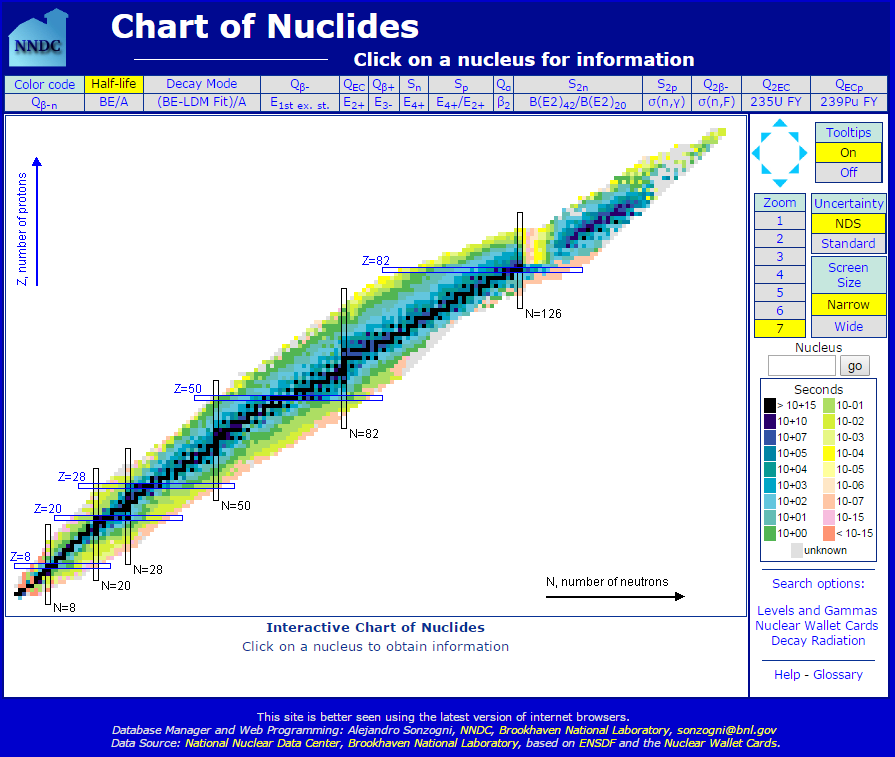 NNDC
Chart of Nuclides
Click on a nucleus for information
Color code Half-life Decay Mode Qβ- QEC Qβ+ Sn Sp Qα S2n S2p Q2β- Q2EC QECp
Qβ-n BE/A (BE-LDM Fit)/A E1st ex. st. E2+ E3- E4+ E4+/E2+ β2 B(E2)42/B(E2)20 σ(n,γ) σ(n,F) 235U FY 239Pu FY
Z, number of protons
Z=82
N=126
Z=50
N=82
Z=28
N=50
Z=20
N=28
Z=8
N=20
N=8
N, number of neutrons
Interactive Chart of Nuclides
Click on a nucleus to obtain information
Tooltips
On
Off
Zoom
1
2
3
4
5
6
7
Uncertainty
NDS
Standard
Screen
Size
Narrow
Wide
Nucleus
go
Seconds
> 10+15 10-01
10+10 10-02
10+07 10-03
10+05 10-04
10+04 10-05
10+03 10-06
10+02 10-07
10+01 10-15
10+00 < 10-15
unknown
Search options:
Levels and Gammas
Nuclear Wallet Cards
Decay Radiation
Help - Glossary
This site is better seen using the latest version of internet browsers.
Database Manager and Web Programming: Alejandro Sonzogni, NNDC, Brookhaven National Laboratory, sonzogni@bnl.gov
Data Source: National Nuclear Data Center, Brookhaven National Laboratory, based on ENSDF and the Nuclear Wallet Cards.